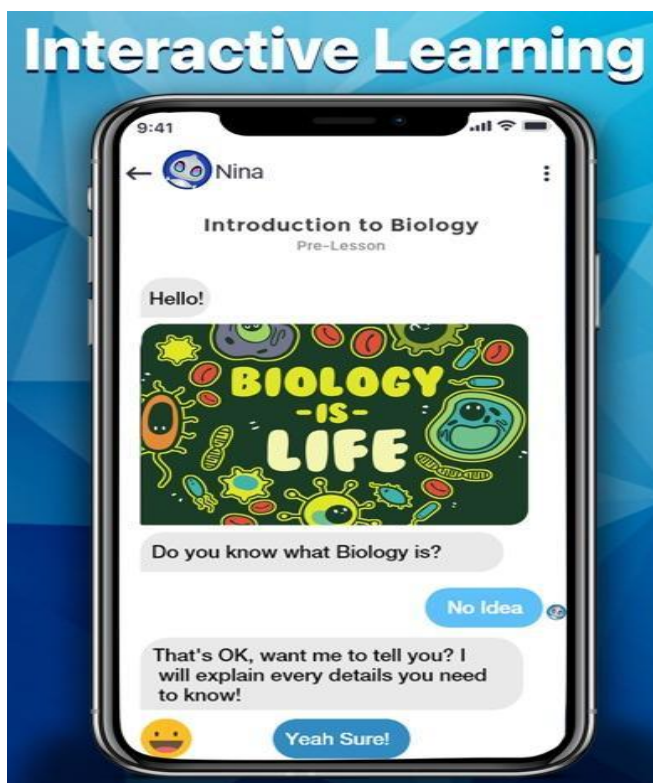 Interactive Learning
9:41
Nina
Introduction to Biology
Pre-Lesson
Hello!
BIOLOGY
-IS-
LIFE
Do you know what Biology is?
No Idea
That's OK, want me to tell you? I
will explain every details you need
to know!
Yeah Sure!